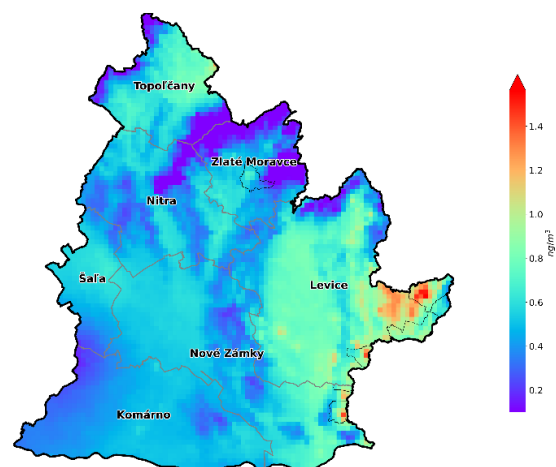 Topoľčany
Zlaté Moravce
Nitra
Šaľa
Levice
Nové Zámky
Komárno
1.4
1.2
1.0
0.8
0.6
0.4
0.2
ng/m³